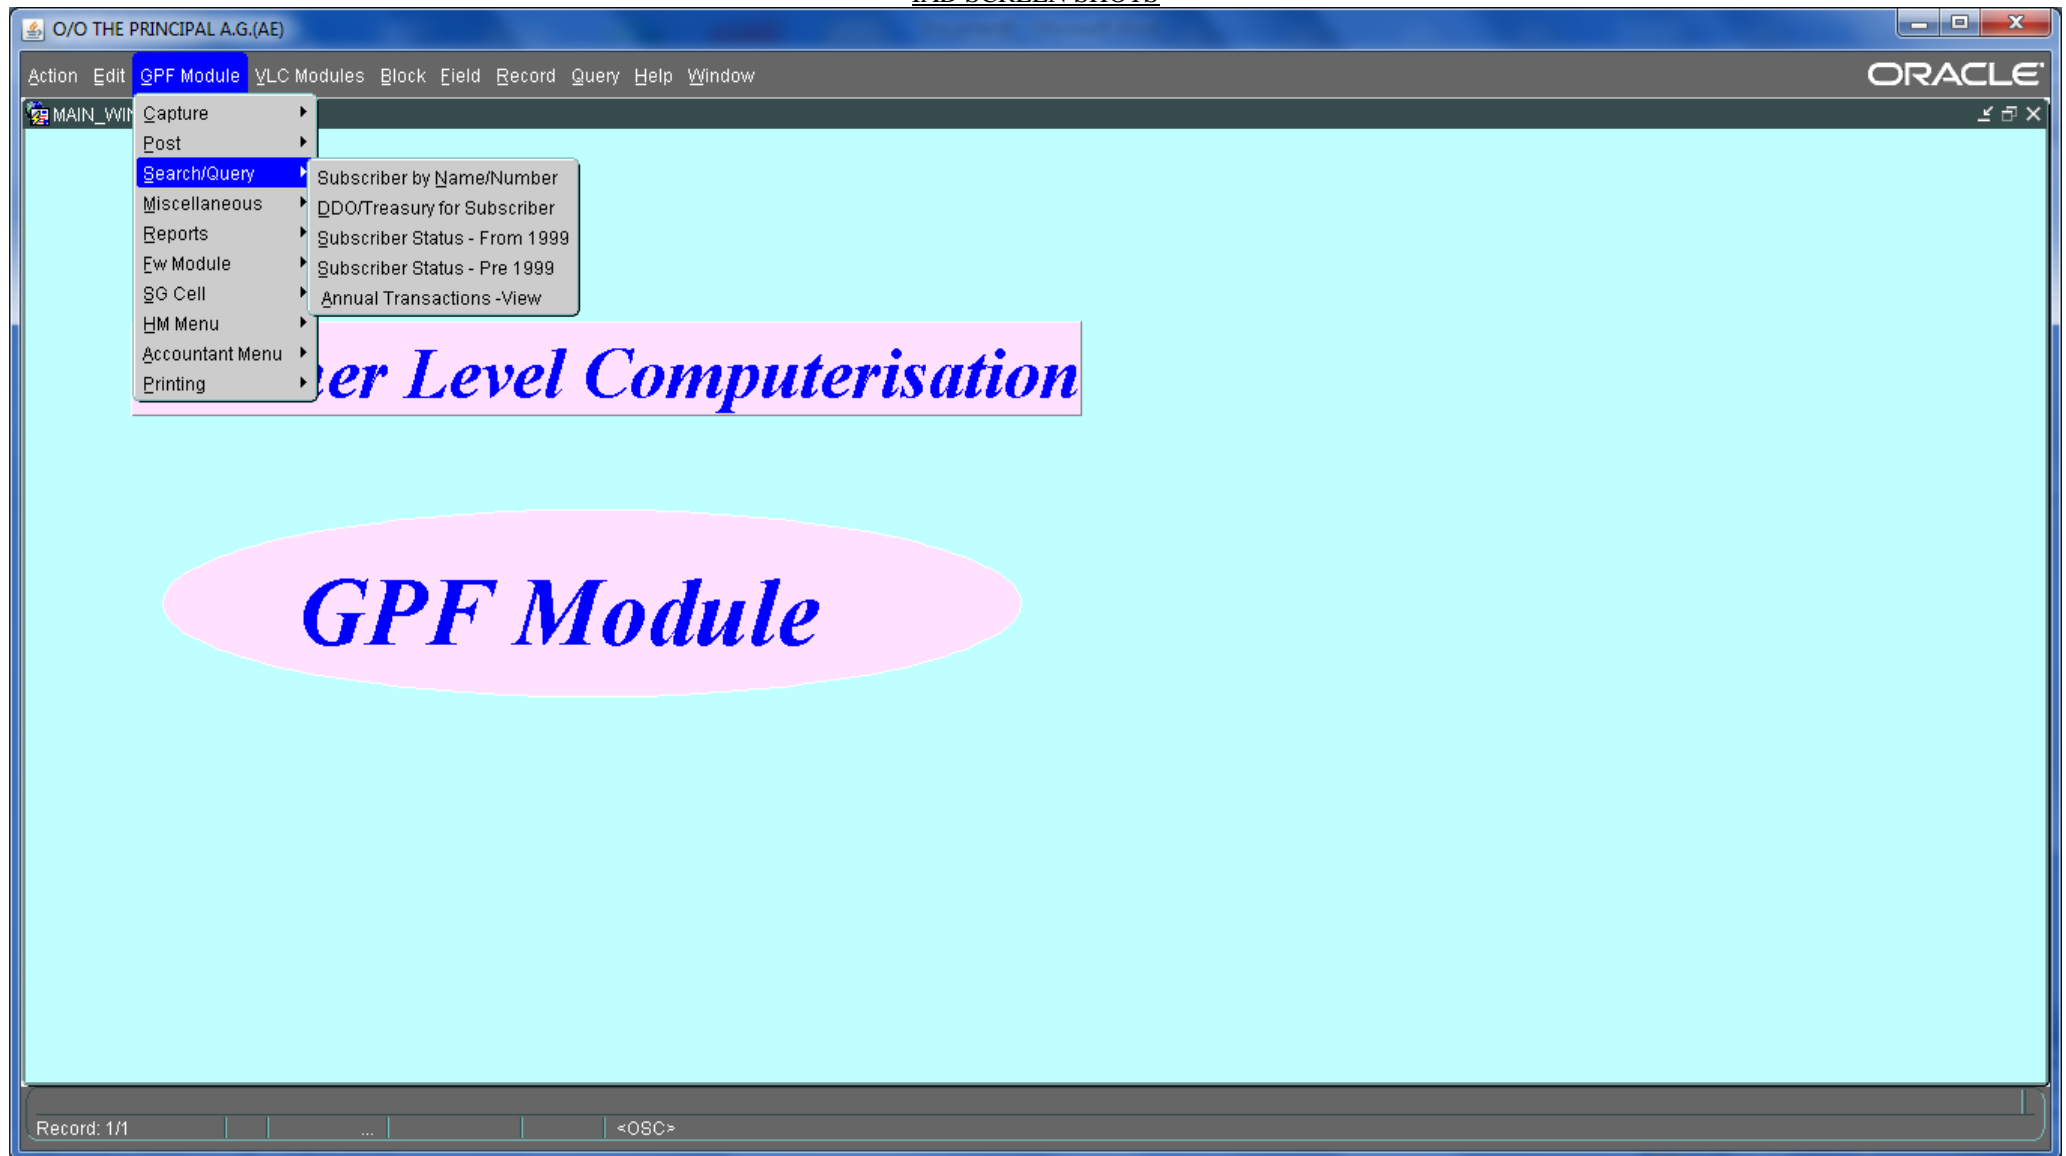 O/O THE PRINCIPAL A.G.(AE)
Action Edit GPF Module VLC Modules Block Field Record Query Help Window
ORACLE
Capture
Post
Search/Query
Miscellaneous
Reports
Fw Module
SG Cell
HM Menu
Accountant Menu
Printing
Subscriber by Name/Number
DDO/Treasury for Subscriber
Subscriber Status - From 1999
Subscriber Status - Pre 1999
Annual Transactions -View
Level Computerisation
GPF Module
Record: 1/1 ... <OSC>